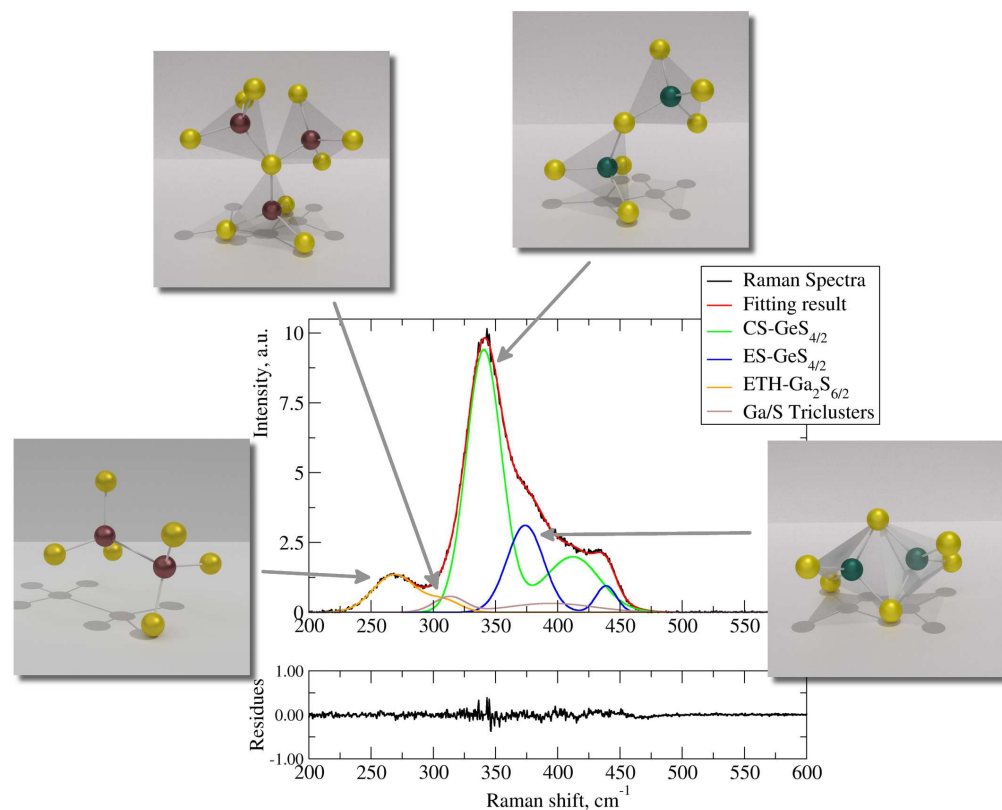 Raman Spectra
Fitting result
CS-GeS4/2
ES-GeS4/2
ETH-Ga2S6/2
Ga/S Triclusters
Intensity, a.u.
10
7.5
5
2.5
0
200 250 300 350 400 450 500 550 600
Residues
1.00
0.00
-1.00
200 250 300 350 400 450 500 550 600
Raman shift, cm-1